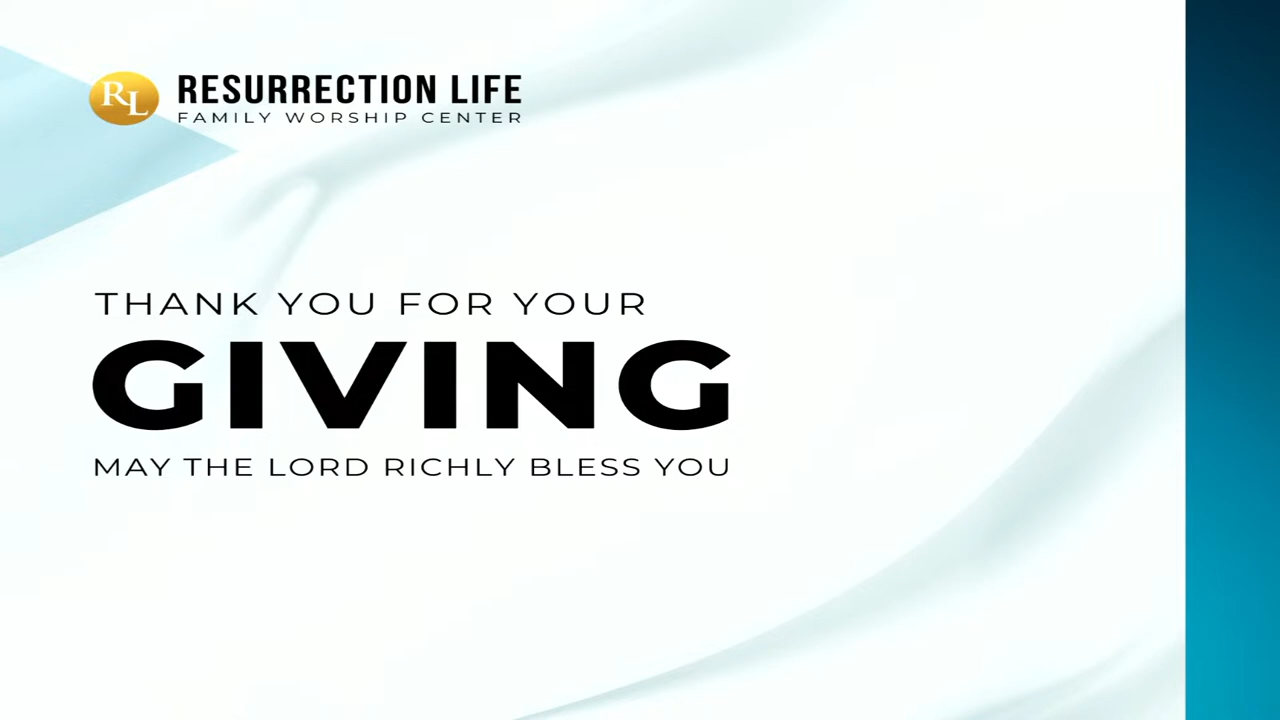 RL
RESURRECTION LIFE
FAMILY WORSHIP CENTER
THANK YOU FOR YOUR
GIVING
MAY THE LORD RICHLY BLESS YOU